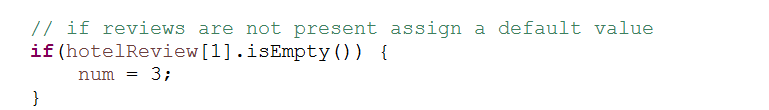 // if reviews are not present assign a default value
if(hotelReview[1].isEmpty()) {
    num = 3;
}